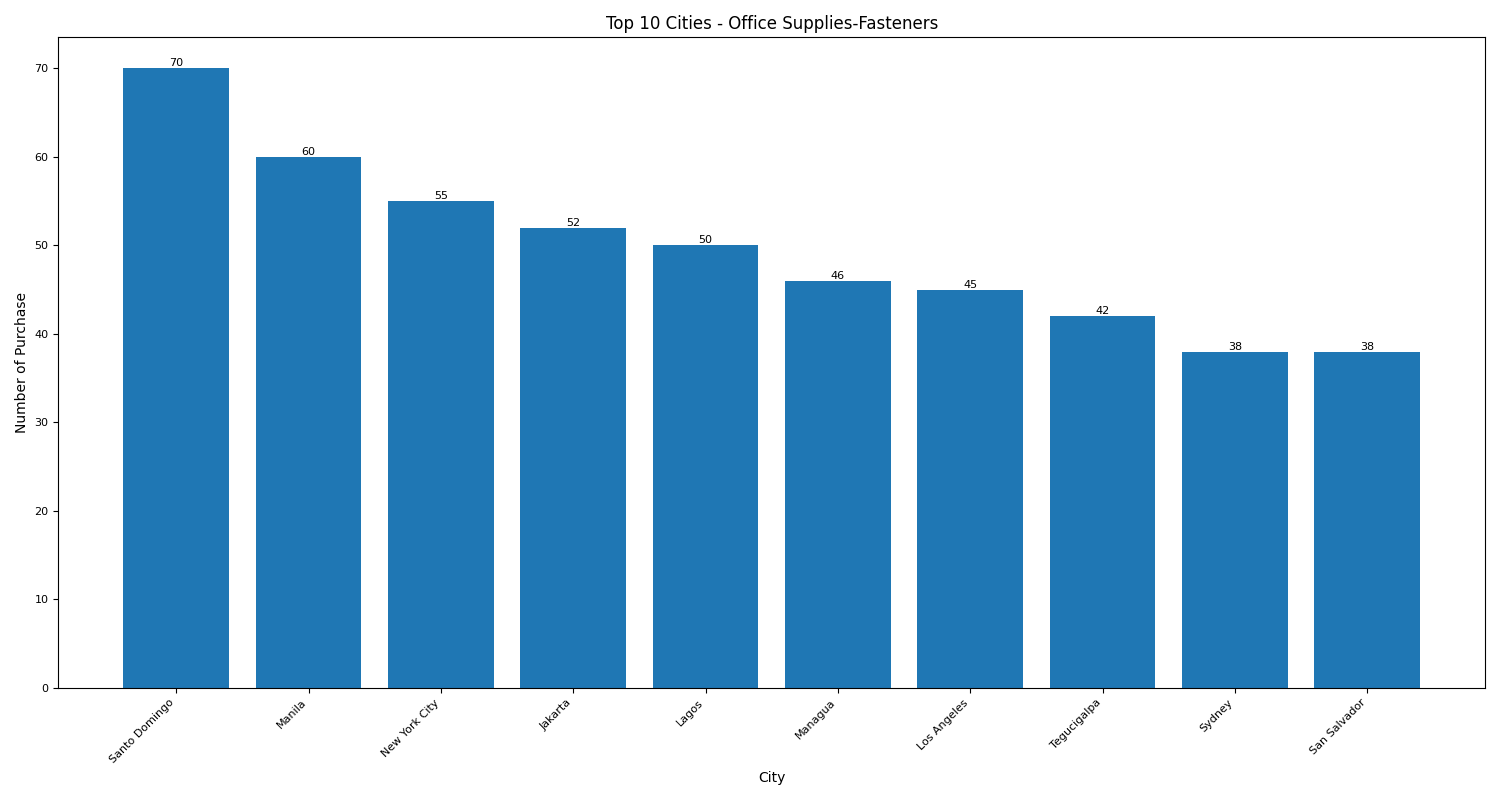 Top 10 Cities - Office Supplies-Fasteners
Number of Purchase
70
60
50
40
30
20
10
0
70
60
55
52
50
46
45
42
38
38
Santo Domingo
Manila
New York City
Jakarta
Lagos
Managua
Los Angeles
Tegucigalpa
Sydney
San Salvador
City